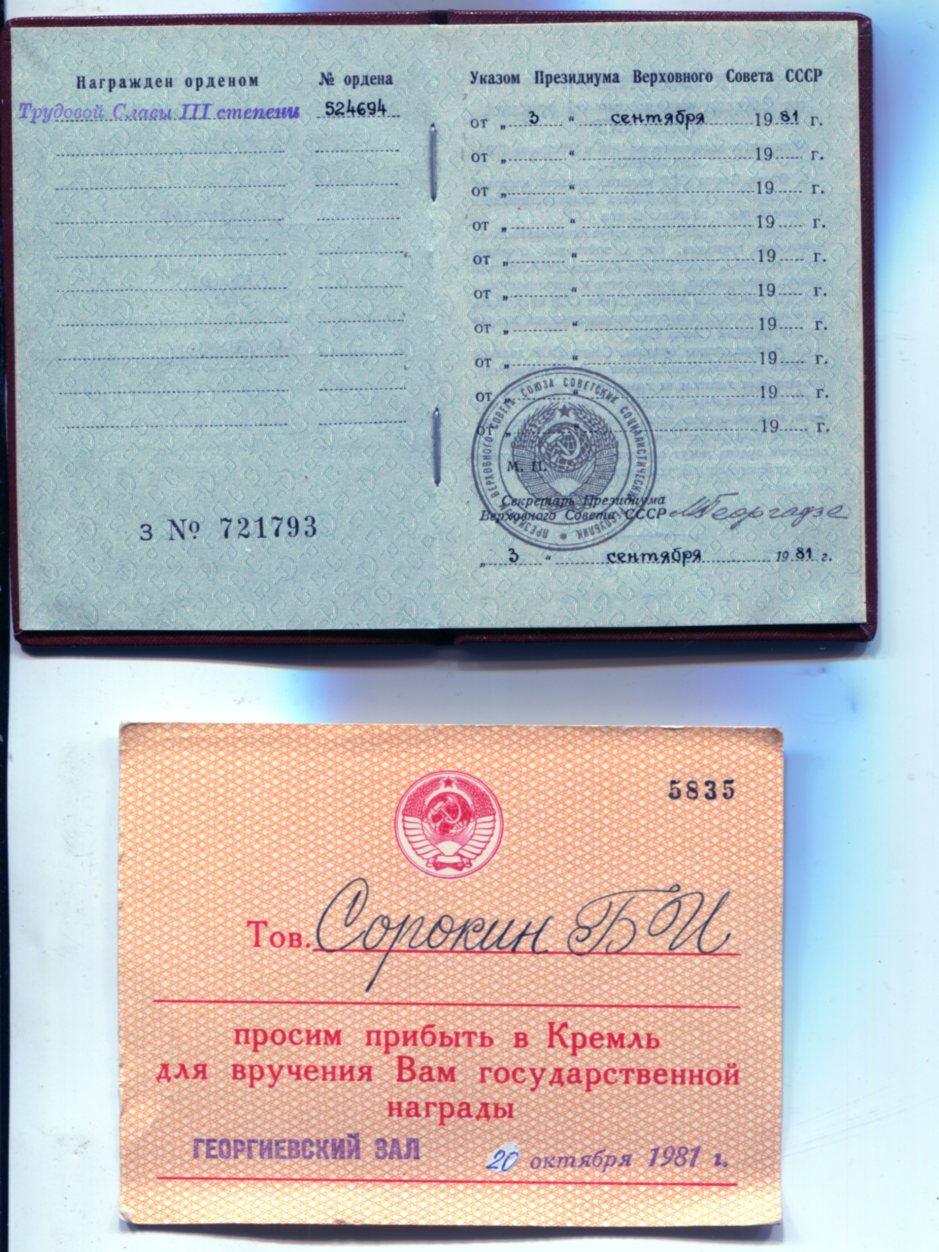 Награжден орденом № ордена
Трудовой Славы III степени 524694
З № 721793
Указом Президиума Верховного Совета СССР
от „ 3 “ сентября 1981 г.
от „ “ 19 г.
от „ “ 19 г.
от „ “ 19 г.
от „ “ 19 г.
от „ “ 19 г.
от „ “ 19 г.
от „ “ 19 г.
от „ “ 19 г.
от „ “ 19 г.
М. П.
Секретарь Президиума
Верховного Совета СССР МГеоргадзе
„ 3 “ сентября 1981 г.
5835
Тов. Сорокин Б И
просим прибыть в Кремль
для вручения Вам государственной
награды
ГЕОРГИЕВСКИЙ ЗАЛ 20 октября 1981 г.